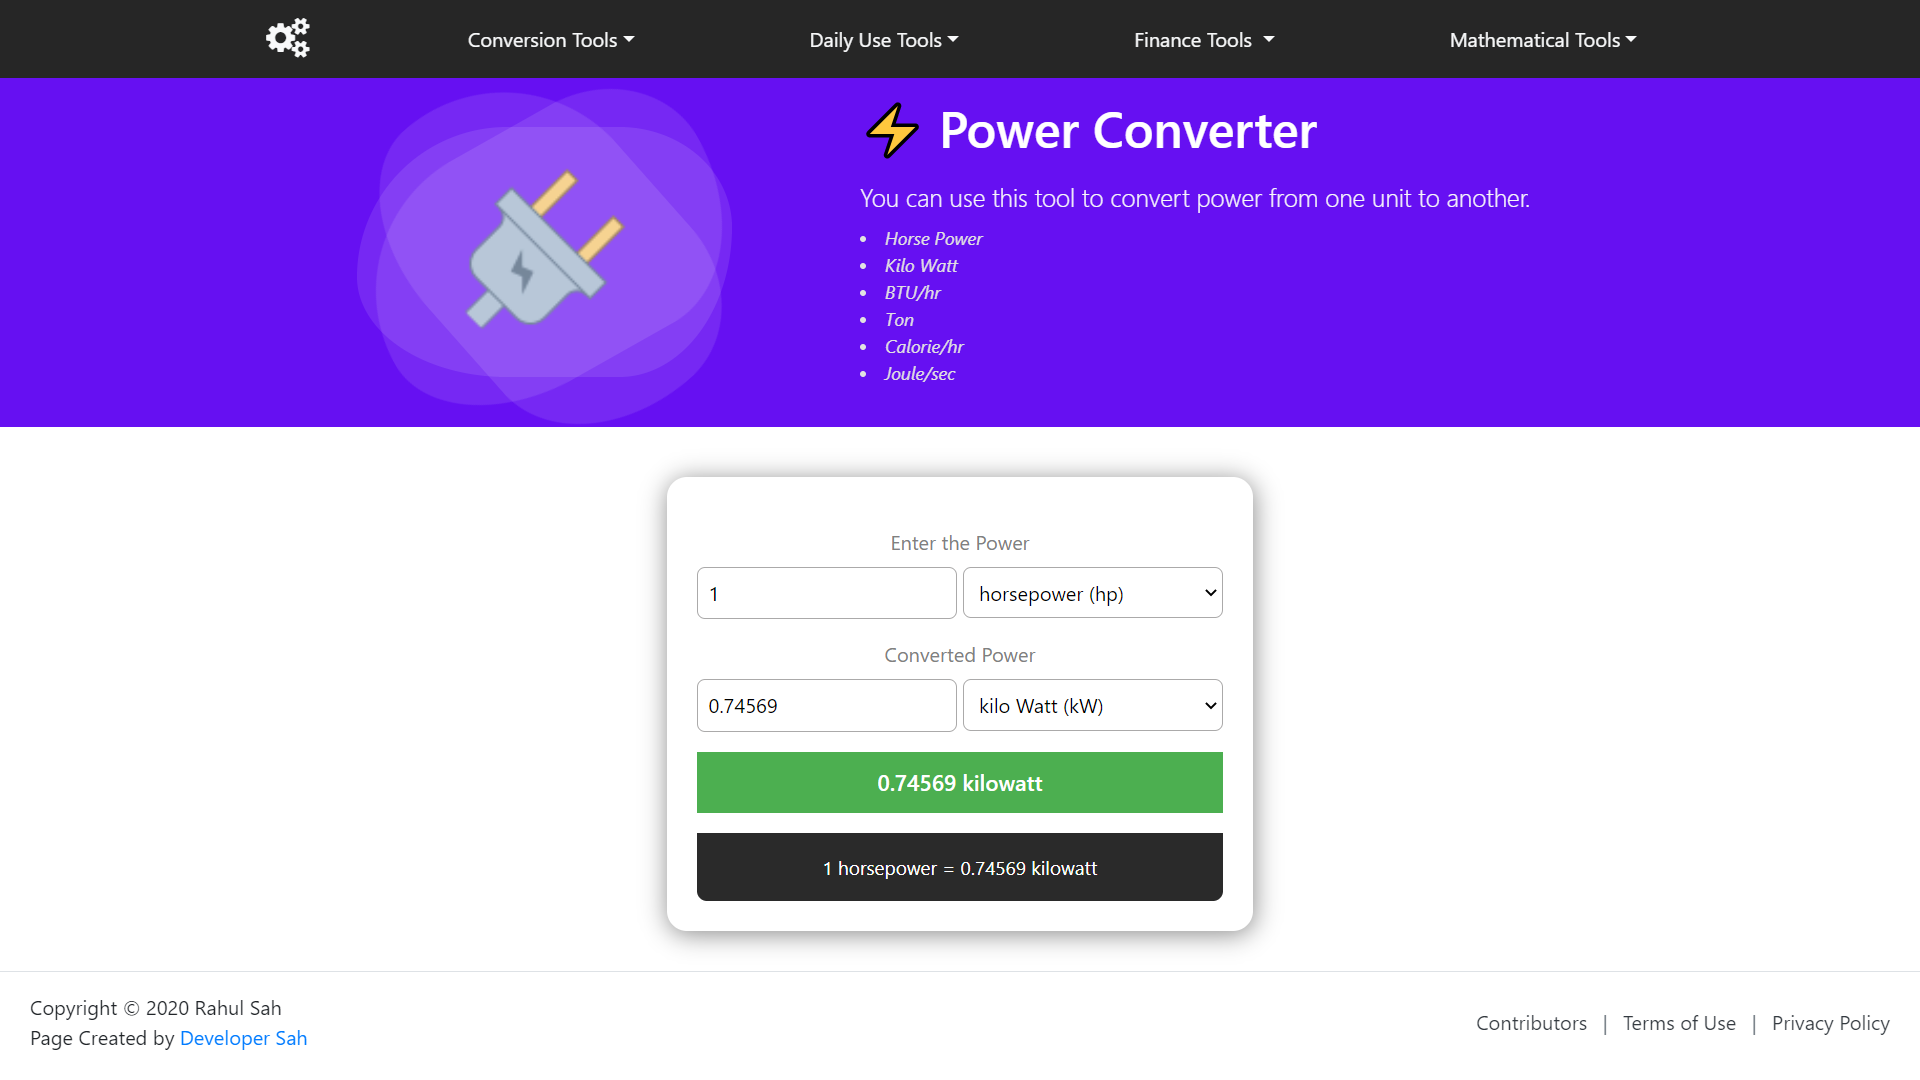 Conversion Tools
Daily Use Tools
Finance Tools
Mathematical Tools
Power Converter
You can use this tool to convert power from one unit to another.
Horse Power
Kilo Watt
BTU/hr
Ton
Calorie/hr
Joule/sec
Enter the Power
1
horsepower (hp)
Converted Power
0.74569
kilo Watt (kW)
0.74569 kilowatt
1 horsepower = 0.74569 kilowatt
Copyright © 2020 Rahul Sah
Page Created by Developer Sah
Contributors | Terms of Use | Privacy Policy